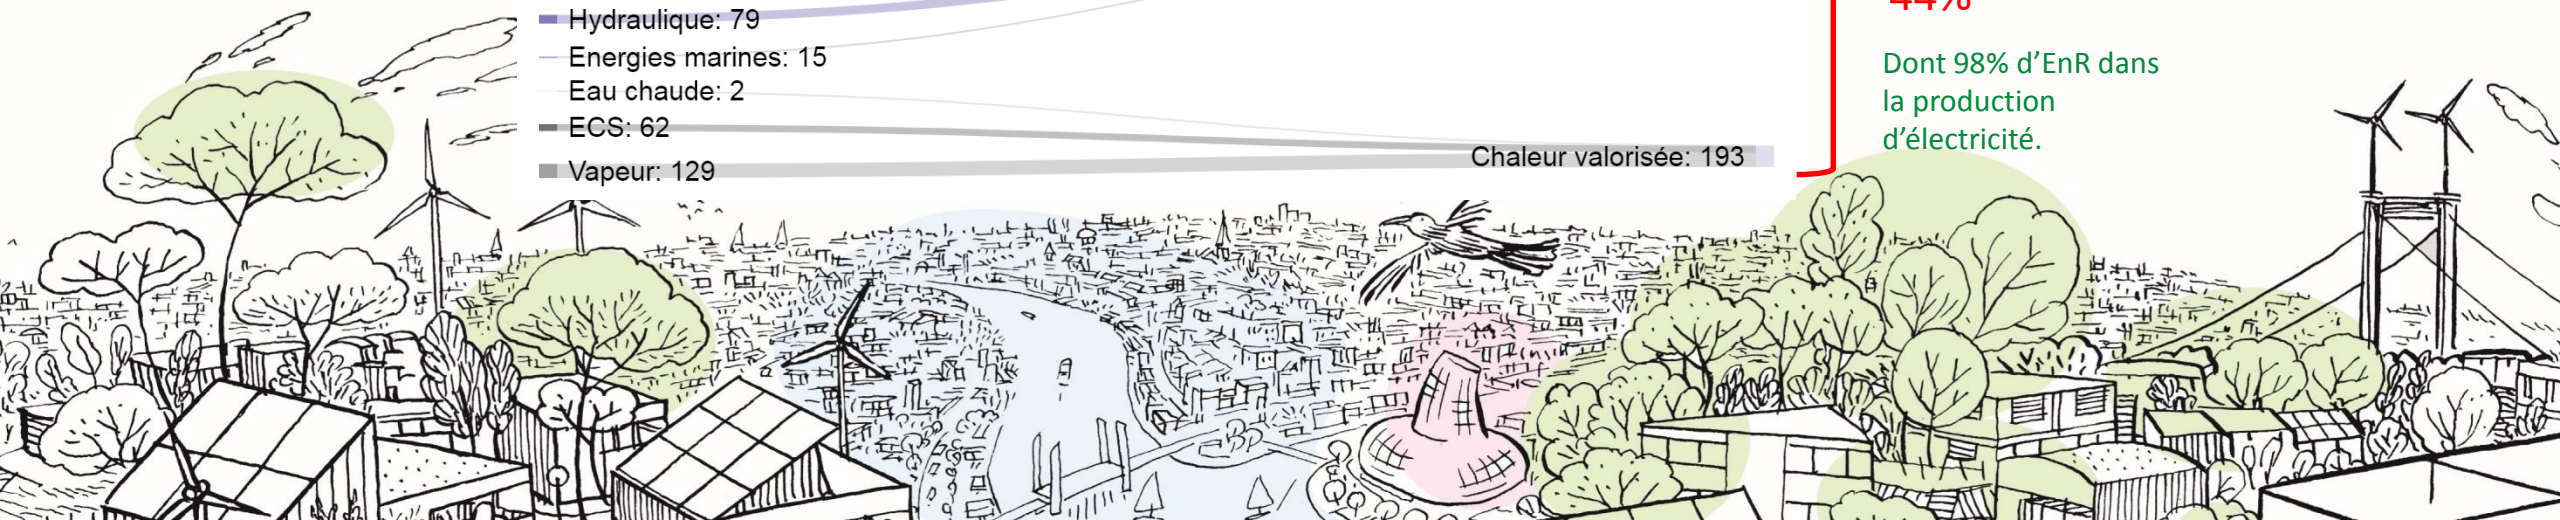 Hydraulique: 79
Energies marines: 15
Eau chaude: 2
ECS: 62
Vapeur: 129
Chaleur valorisée: 193
44%
Dont 98% d’EnR dans
la production
d’électricité.